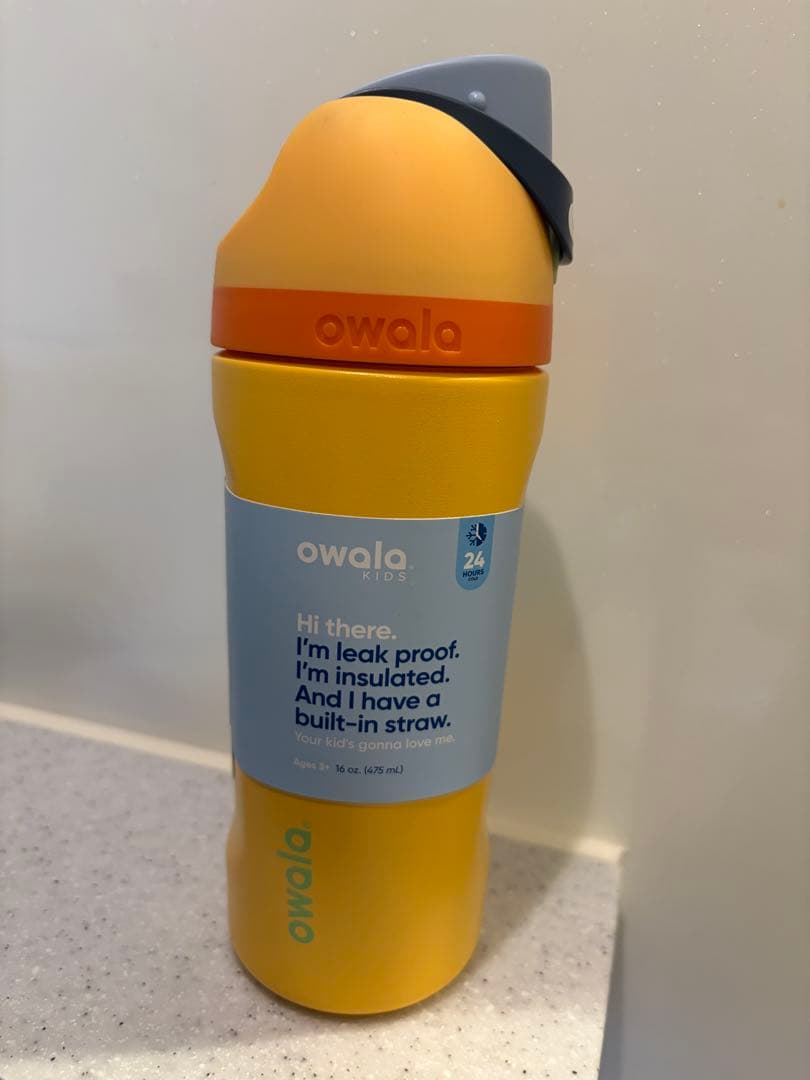 owala
owala
KIDS
24
HOURS
COLD
Hi there.
I'm leak proof.
I'm insulated.
And I have a
built-in straw.
Your kid's gonna love me.
Ages 3+ 16 oz. (475 mL)
owala